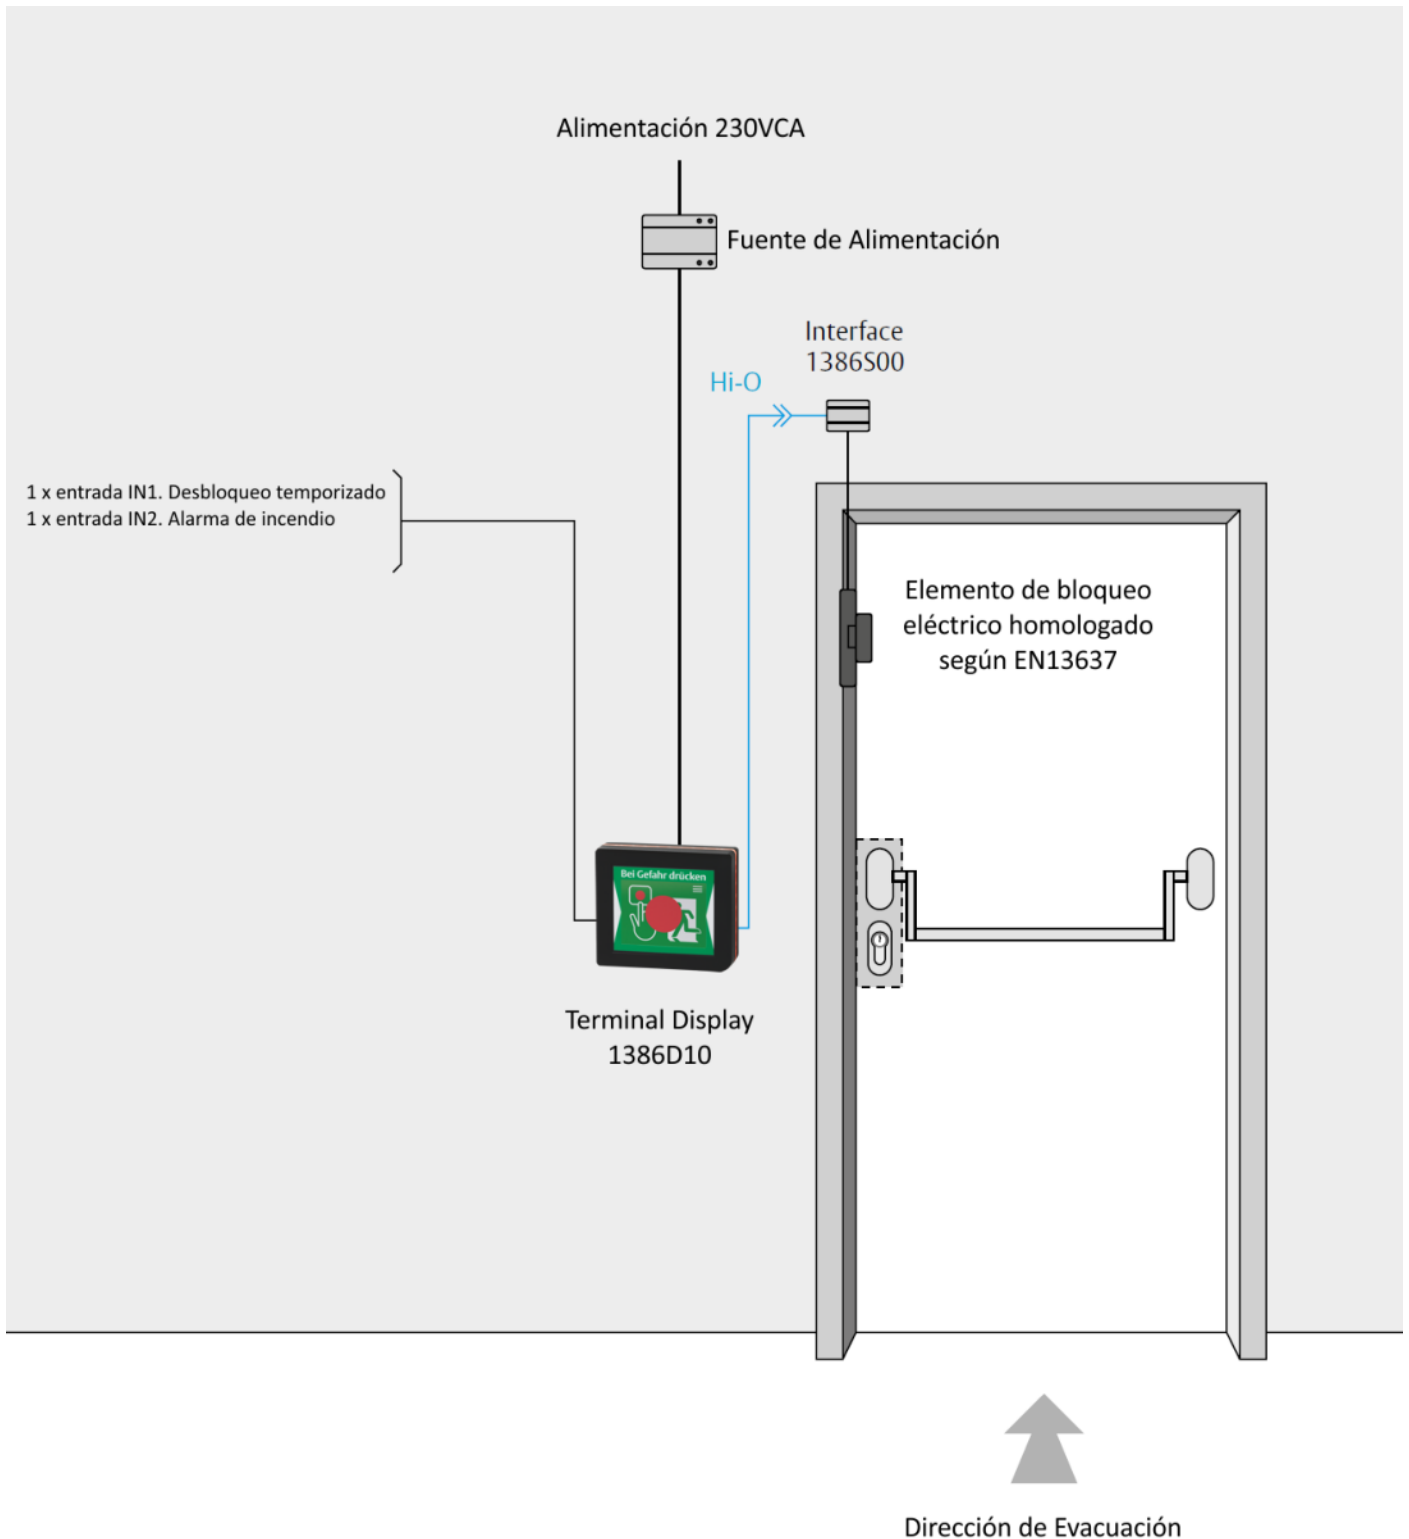 Alimentación 230VCA
Fuente de Alimentación
Interface
1386S00
Hi-O
1 x entrada IN1. Desbloqueo temporizado
1 x entrada IN2. Alarma de incendio
Elemento de bloqueo
eléctrico homologado
según EN13637
Bei Gefahr drücken
Terminal Display
1386D10
Dirección de Evacuación